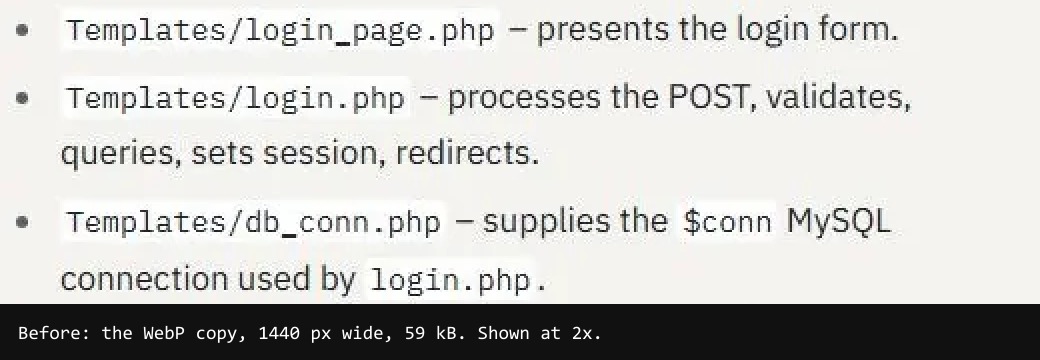 • Templates/login_page.php – presents the login form.
• Templates/login.php – processes the POST, validates,
queries, sets session, redirects.
• Templates/db_conn.php – supplies the $conn MySQL
connection used by login.php.
Before: the WebP copy, 1440 px wide, 59 kB. Shown at 2x.